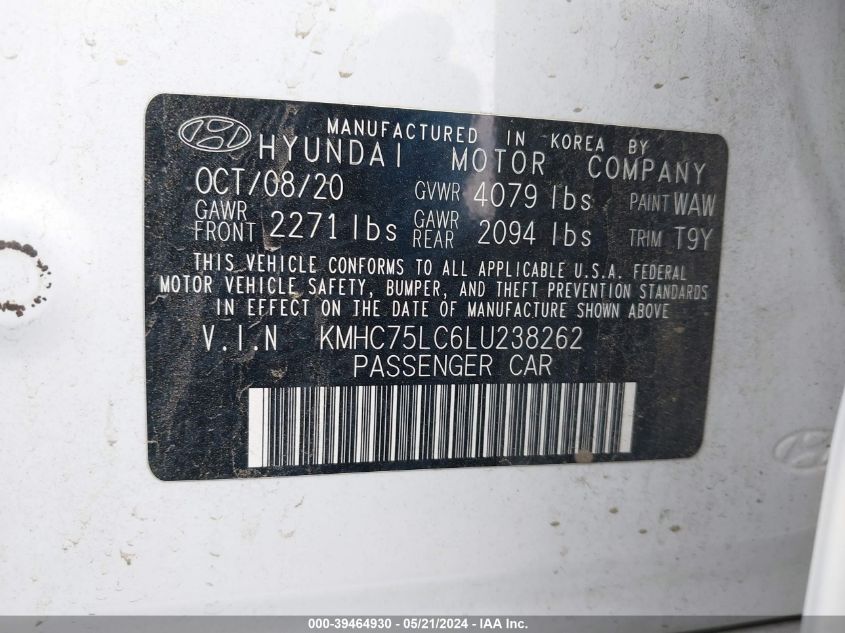 MANUFACTURED IN KOREA BY
HYUNDAI MOTOR COMPANY
OCT/08/20 GVWR 4079 lbs PAINT WAW
GAWR FRONT 2271 lbs GAWR REAR 2094 lbs TRIM T9Y
THIS VEHICLE CONFORMS TO ALL APPLICABLE U.S.A. FEDERAL
MOTOR VEHICLE SAFETY, BUMPER, AND THEFT PREVENTION STANDARDS
IN EFFECT ON THE DATE OF MANUFACTURE SHOWN ABOVE
V.I.N KMHC75LC6LU238262
PASSENGER CAR
000-39464930 - 05/21/2024 - IAA Inc.